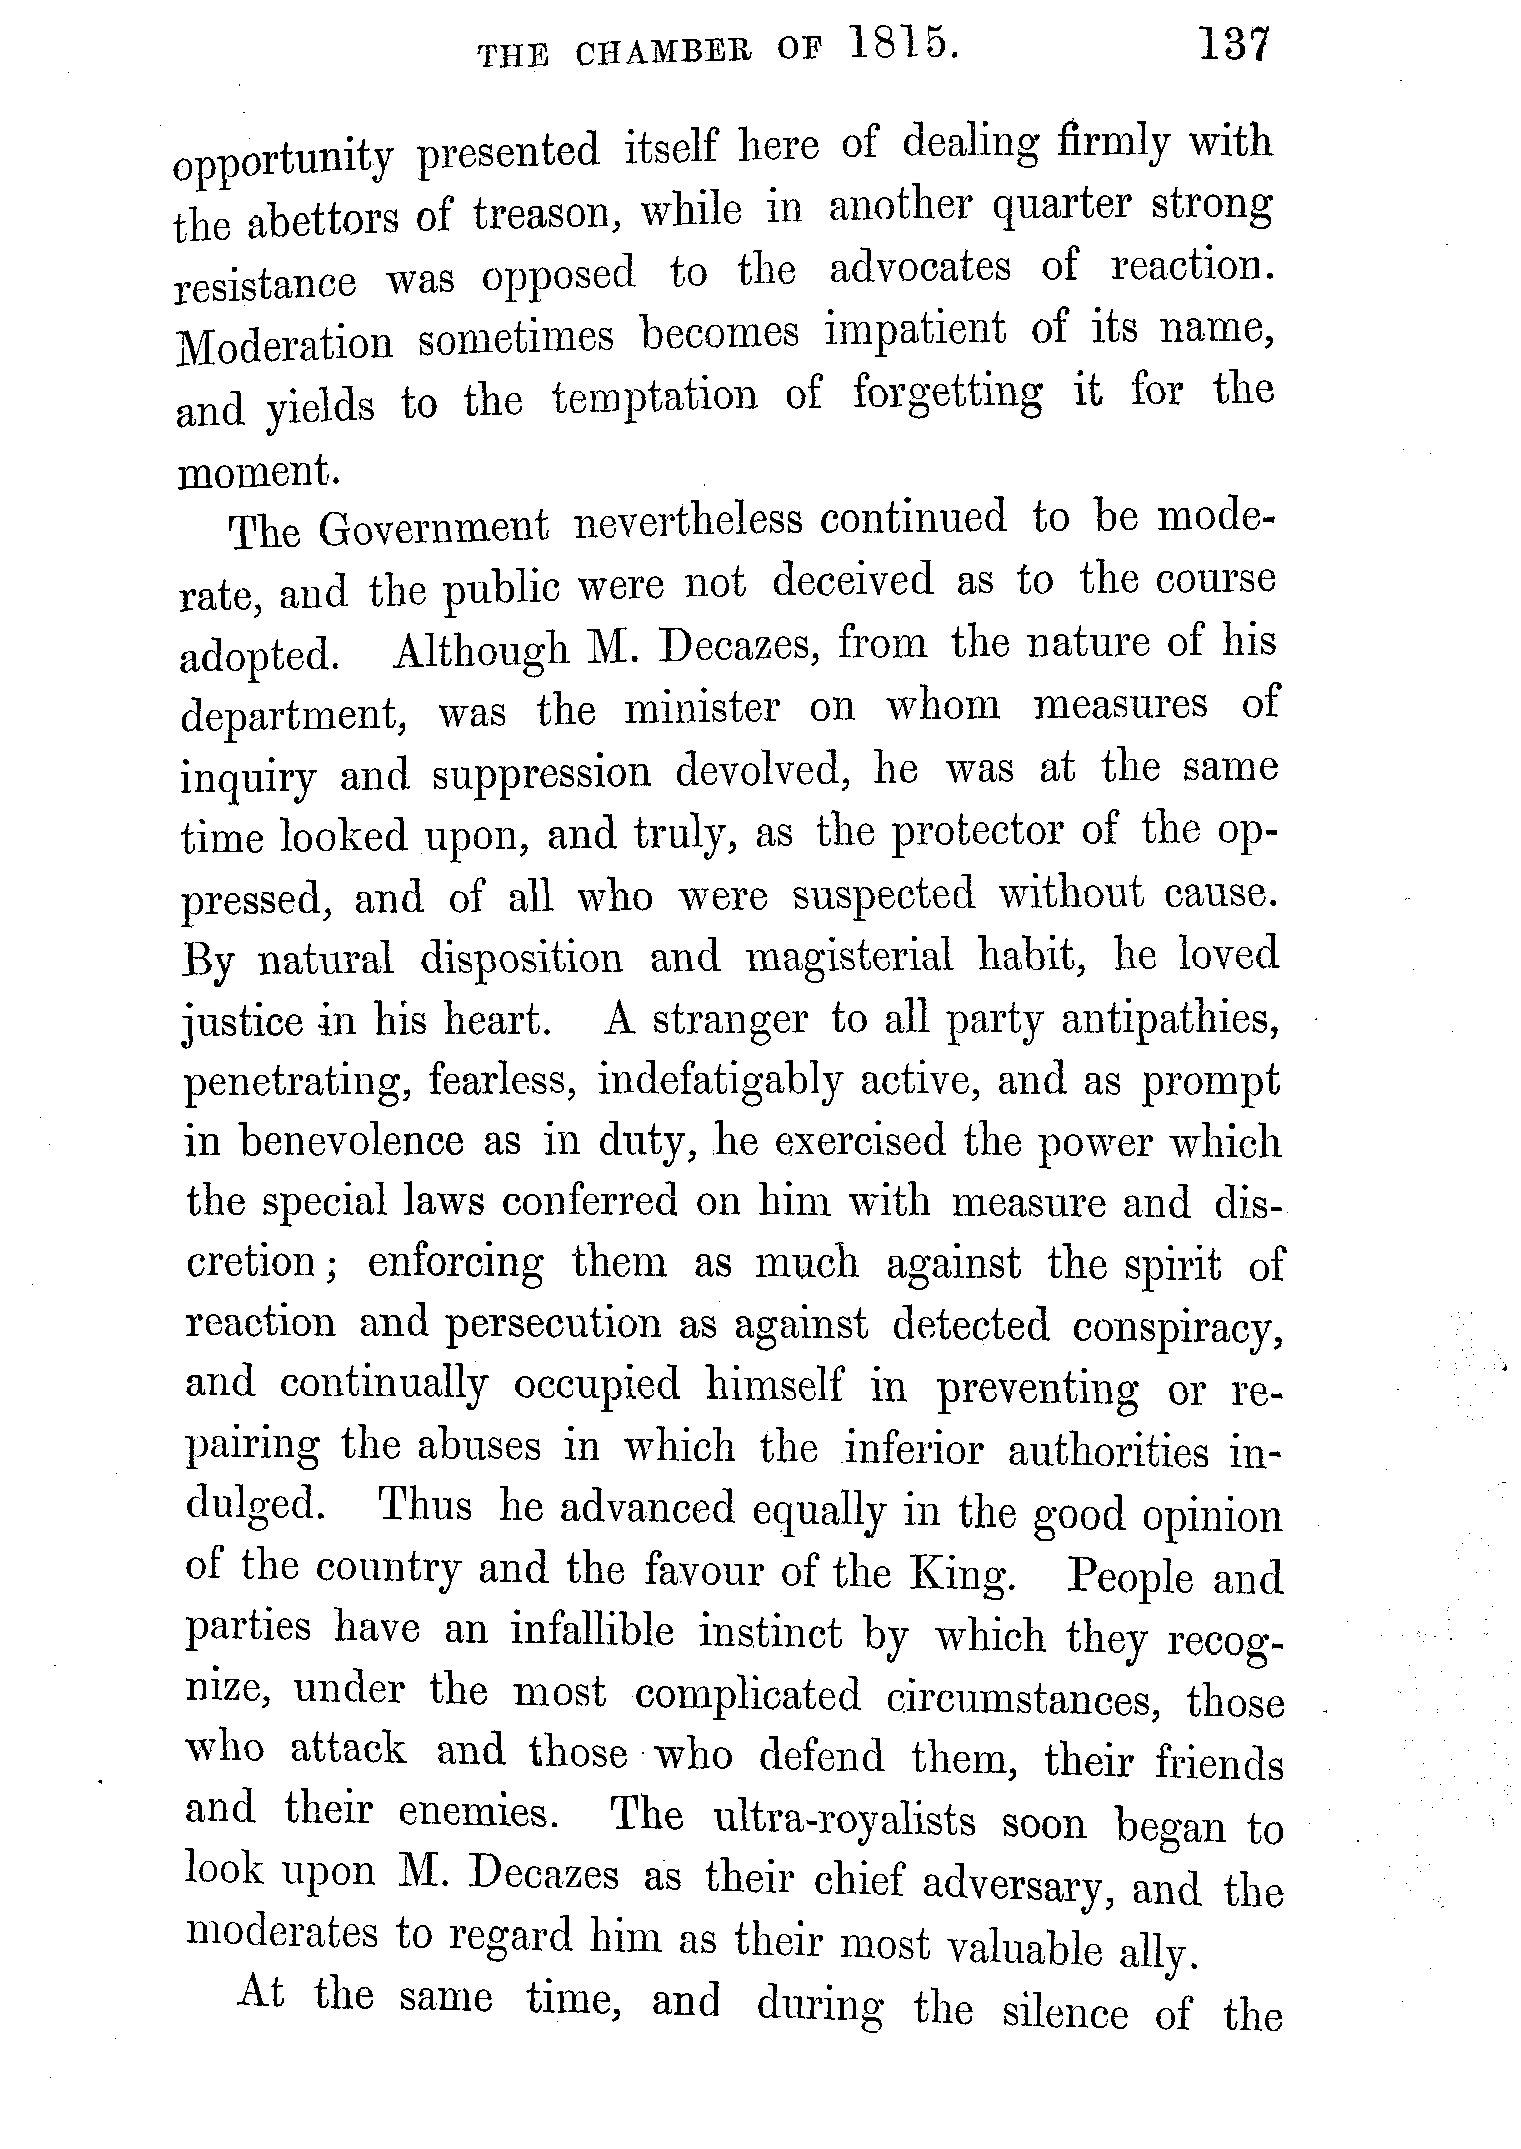 THE CHAMBER OF 1815. 137
opportunity presented itself here of dealing firmly with
the abettors of treason, while in another quarter strong
resistance was opposed to the advocates of reaction.
Moderation sometimes becomes impatient of its name,
and yields to the temptation of forgetting it for the
moment.
The Government nevertheless continued to be mode-
rate, and the public were not deceived as to the course
adopted. Although M. Decazes, from the nature of his
department, was the minister on whom measures of
inquiry and suppression devolved, he was at the same
time looked upon, and truly, as the protector of the op-
pressed, and of all who were suspected without cause.
By natural disposition and magisterial habit, he loved
justice in his heart. A stranger to all party antipathies,
penetrating, fearless, indefatigably active, and as prompt
in benevolence as in duty, he exercised the power which
the special laws conferred on him with measure and dis-
cretion; enforcing them as much against the spirit of
reaction and persecution as against detected conspiracy,
and continually occupied himself in preventing or re-
pairing the abuses in which the inferior authorities in-
dulged. Thus he advanced equally in the good opinion
of the country and the favour of the King. People and
parties have an infallible instinct by which they recog-
nize, under the most complicated circumstances, those
who attack and those who defend them, their friends
and their enemies. The ultra-royalists soon began to
look upon M. Decazes as their chief adversary, and the
moderates to regard him as their most valuable ally.
At the same time, and during the silence of the